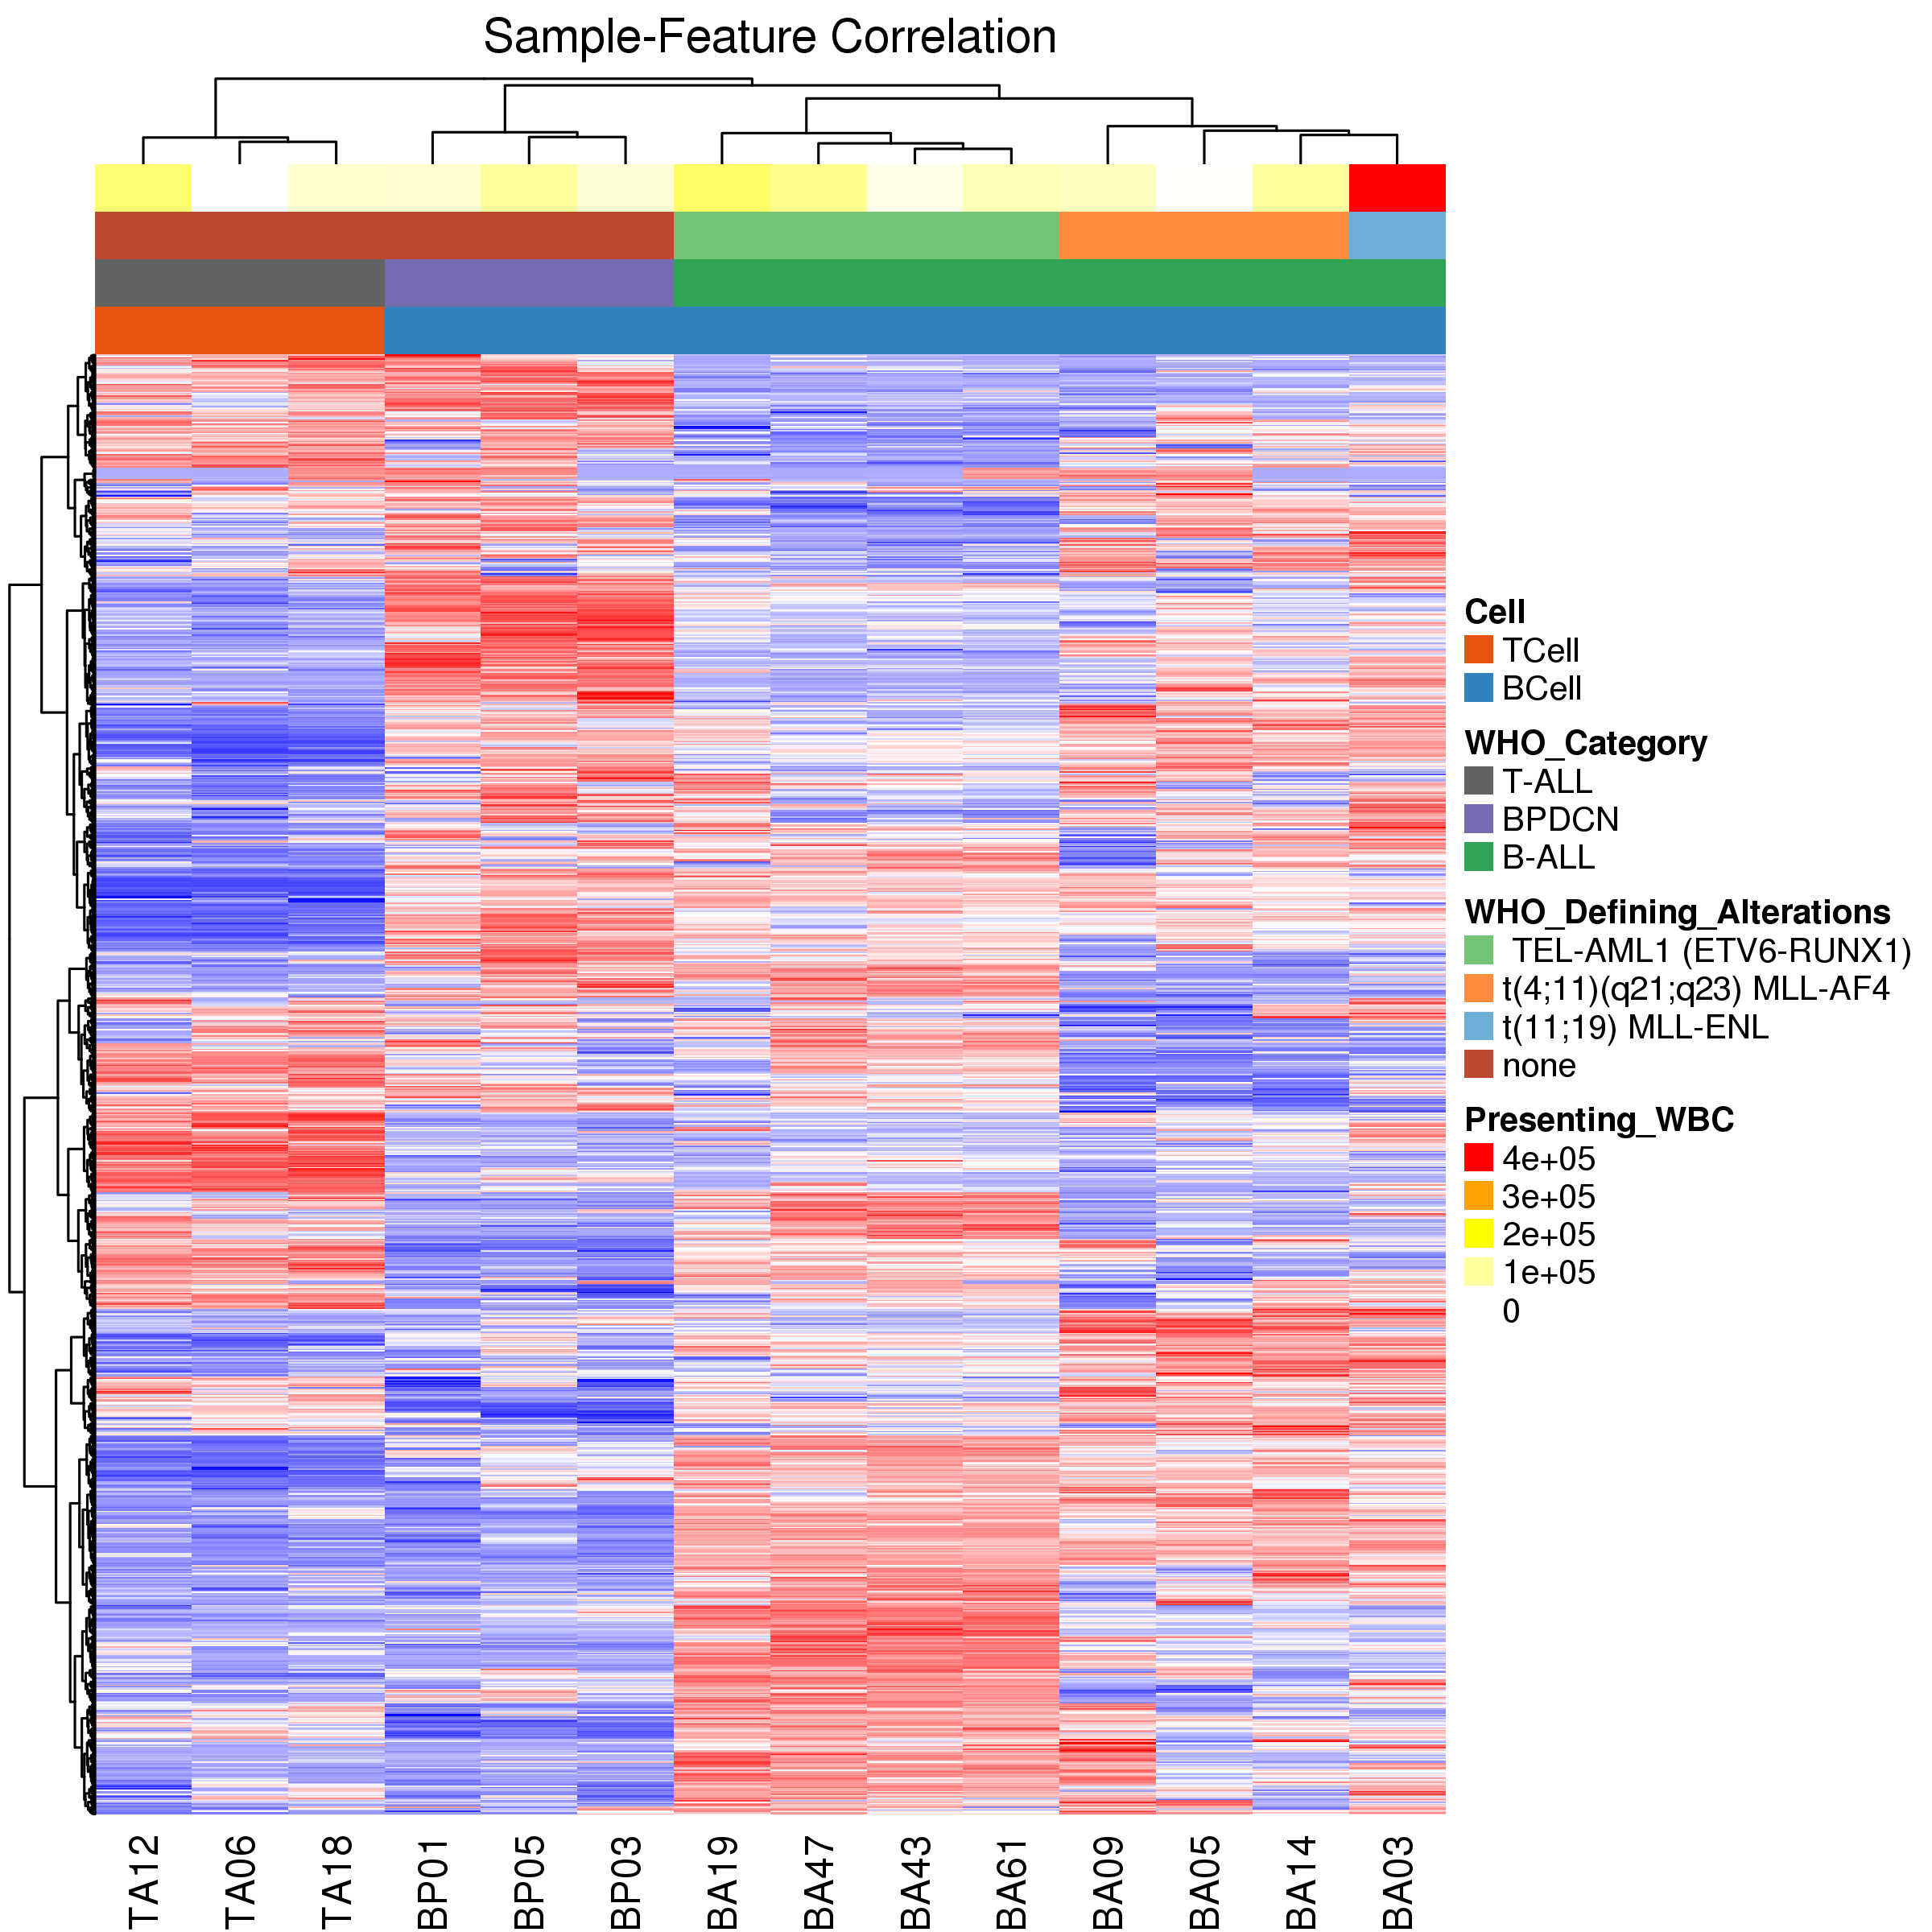 Sample-Feature Correlation
Cell
TCell
BCell
WHO_Category
T-ALL
BPDCN
B-ALL
WHO_Defining_Alterations
TEL-AML1 (ETV6-RUNX1)
t(4;11)(q21;q23) MLL-AF4
t(11;19) MLL-ENL
none
Presenting_WBC
4e+05
3e+05
2e+05
1e+05
0
TA12 TA06 TA18 BP01 BP05 BP03 BA19 BA47 BA43 BA61 BA09 BA05 BA14 BA03